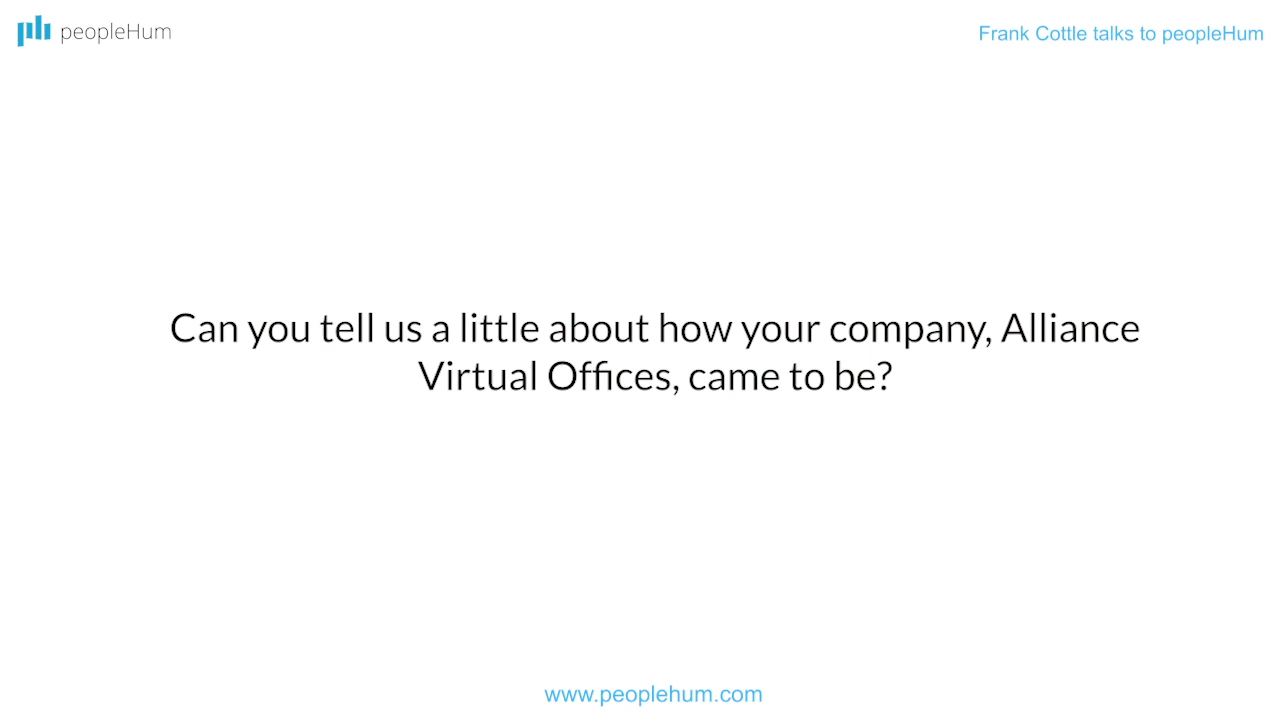 peopleHum
Frank Cottle talks to peopleHum
Can you tell us a little about how your company, Alliance
Virtual Offices, came to be?
www.peoplehum.com